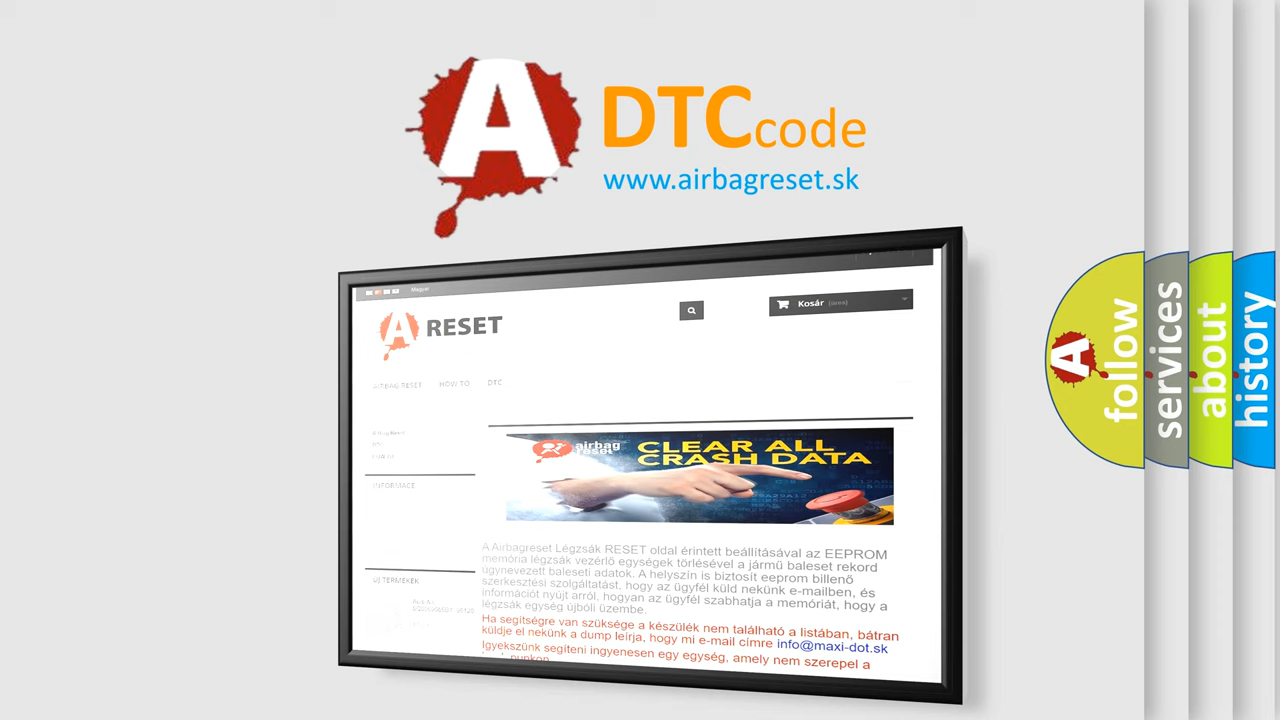 A DTCcode
www.airbagreset.sk
Magyar
A RESET
Kosár (üres)
AIRBAG RESET HOW TO DTC
INFORMACE
airbag
reset
CLEAR ALL
CRASH DATA
A Airbagreset Légzsák RESET oldal érintett beállításával az EEPROM
memória légzsák vezérlő egységek törlésével a jármű baleset rekord
úgynevezett baleseti adatok. A helyszín is biztosít eeprom billenő
szerkesztési szolgáltatást, hogy az ügyfél küld nekünk e-mailben, és
információt nyújt arról, hogyan az ügyfél szabhatja a memóriát, hogy a
légzsák egység újbóli üzembe.
Ha segítségre van szüksége a készülék nem található a listában, bátran
küldje el nekünk a dump leírja, hogy mi e-mail címre info@maxi-dot.sk
Igyekszünk segíteni ingyenesen egy egység, amely nem szerepel a
ÚJ TERMÉKEK
A follow
services
about
history